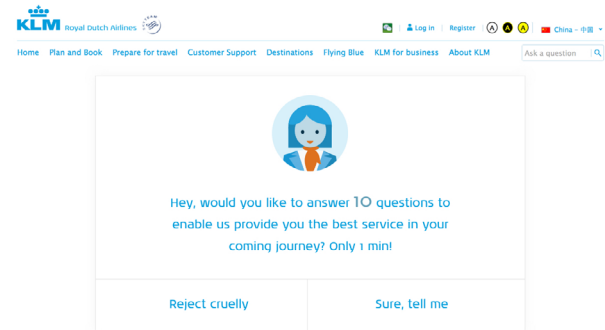 KLM Royal Dutch Airlines
Log in Register A A A China - 中国
Home Plan and Book Prepare for travel Customer Support Destinations Flying Blue KLM for business About KLM Ask a question
Hey, would you like to answer 10 questions to
enable us provide you the best service in your
coming journey? Only 1 min!
Reject cruelly Sure, tell me